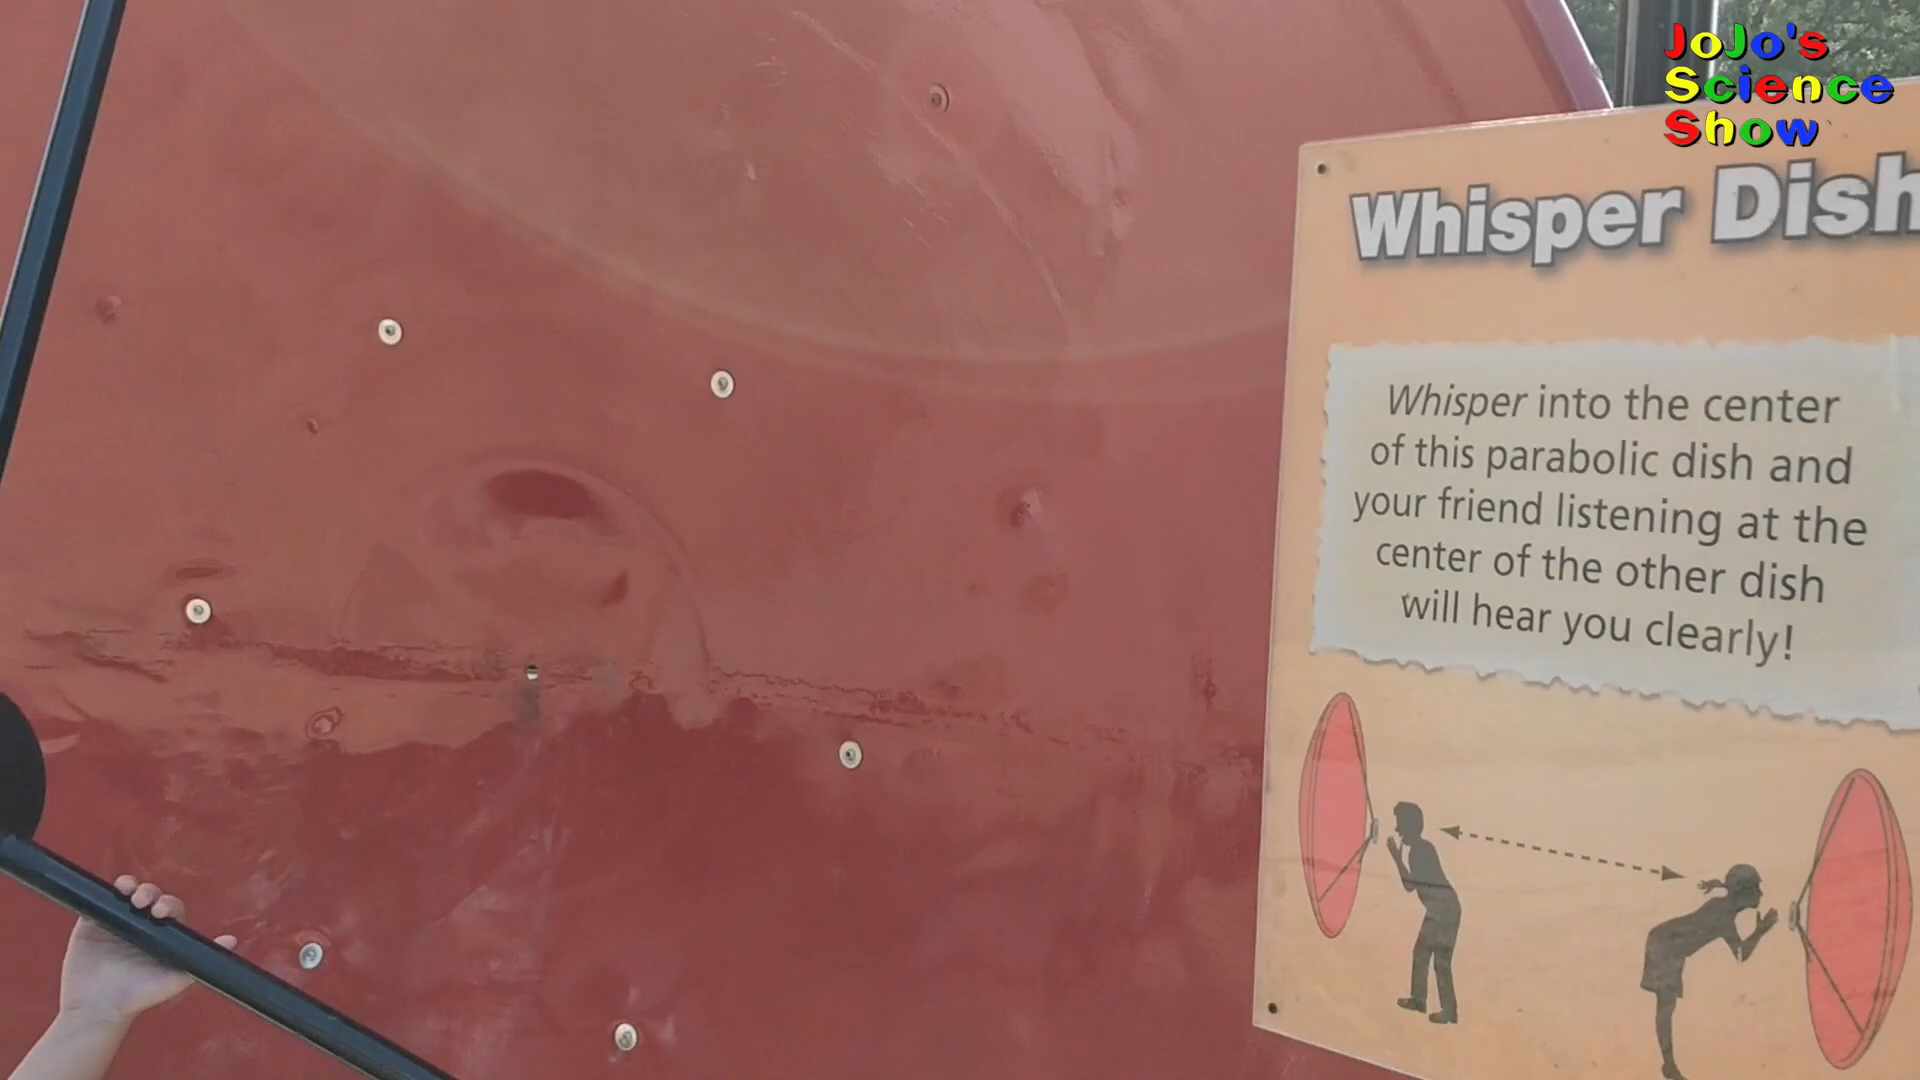 JoJo's
Science
Show
Whisper Dish
Whisper into the center
of this parabolic dish and
your friend listening at the
center of the other dish
will hear you clearly!